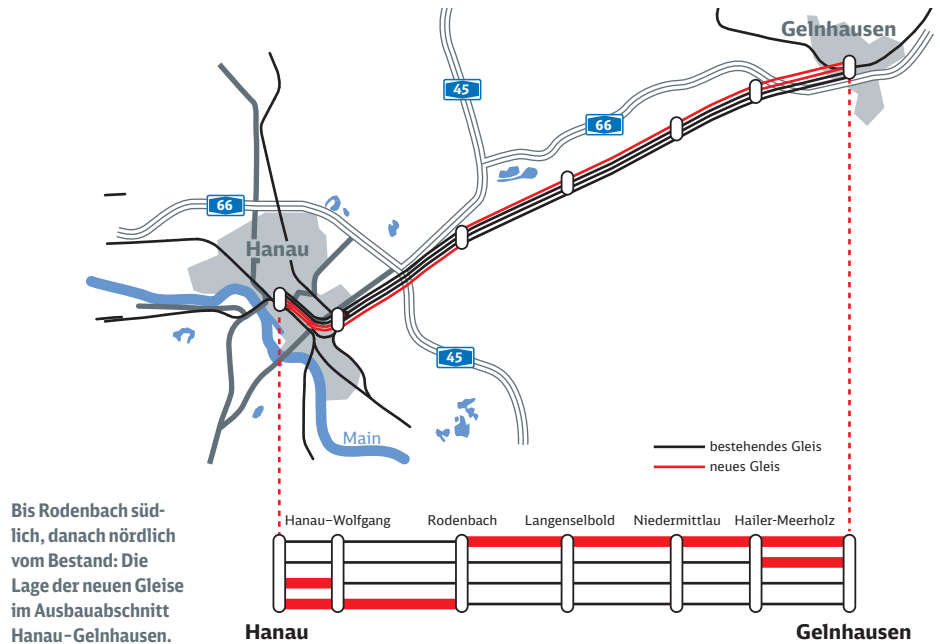 Gelnhausen
45
66
66
Hanau
45
Main
bestehendes Gleis
neues Gleis
Bis Rodenbach süd-
lich, danach nördlich
vom Bestand: Die
Lage der neuen Gleise
im Ausbauabschnitt
Hanau-Gelnhausen.
Hanau-Wolfgang Rodenbach Langenselbold Niedermittlau Hailer-Meerholz
Hanau Gelnhausen